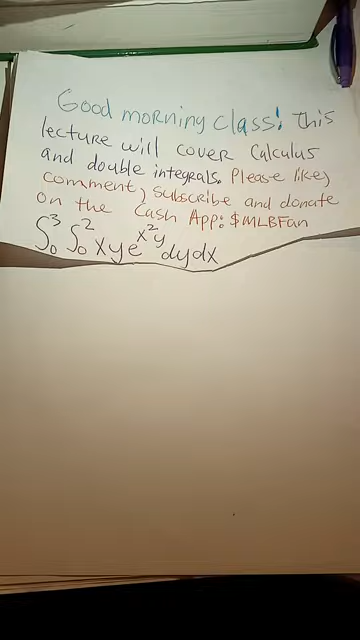 Good morning class! This
lecture will cover Calculus
and double integrals. Please like,
comment, subscribe and donate
on the Cash App: $MLBFan
∫₀³ ∫₀² xye^x²y dydx